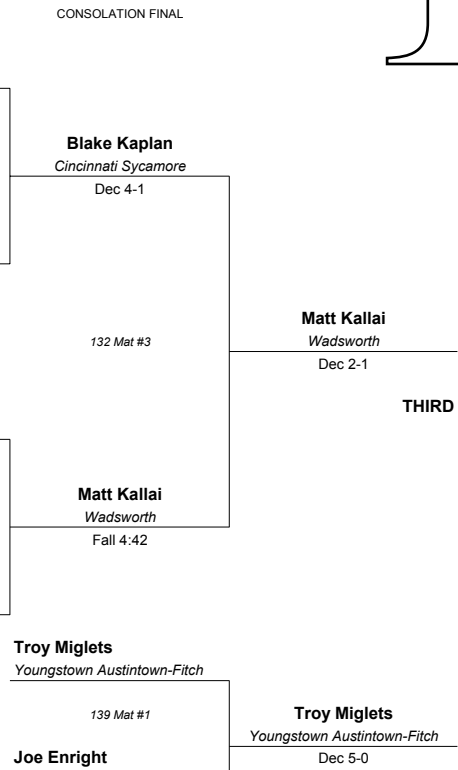 CONSOLATION FINAL
Blake Kaplan
Cincinnati Sycamore
Dec 4-1
132 Mat #3
Matt Kallai
Wadsworth
Dec 2-1
THIRD
Matt Kallai
Wadsworth
Fall 4:42
Troy Miglets
Youngstown Austintown-Fitch
139 Mat #1
Troy Miglets
Youngstown Austintown-Fitch
Joe Enright
Dec 5-0